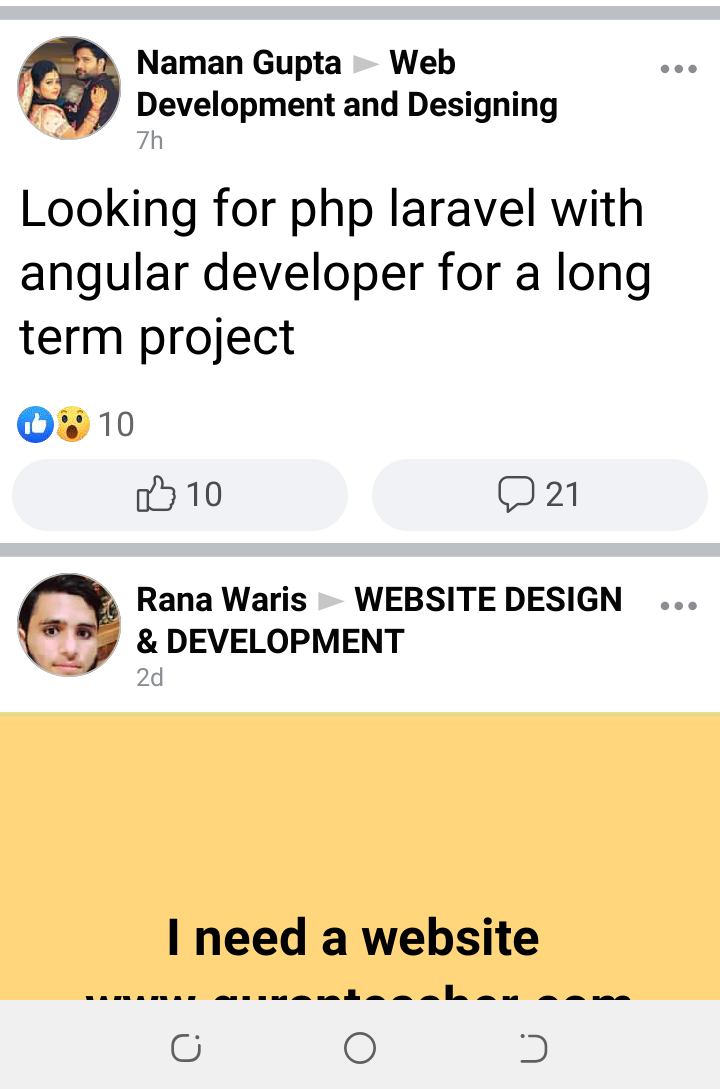 Naman Gupta ▶ Web
Development and Designing
7h
Looking for php laravel with
angular developer for a long
term project
10
10
21
Rana Waris ▶ WEBSITE DESIGN
& DEVELOPMENT
2d
I need a website